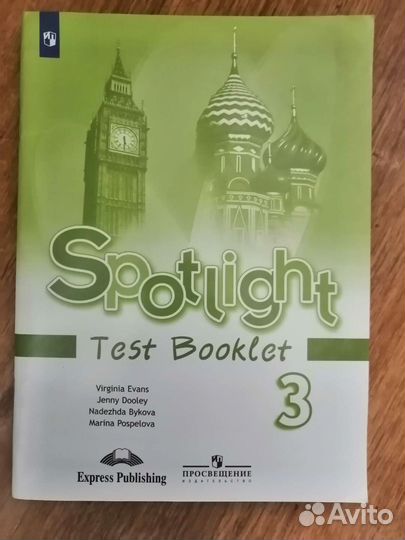 Spotlight
Test Booklet
3
Virginia Evans
Jenny Dooley
Nadezhda Bykova
Marina Pospelova
Express Publishing
ПРОСВЕЩЕНИЕ
ИЗДАТЕЛЬСТВО
Avito